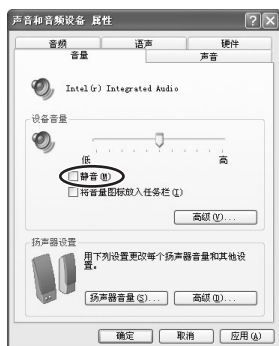 声音和音频设备 属性
音频 语声 硬件
音量 声音
Intel(r) Integrated Audio
设备音量
低 高
静音(M)
将音量图标放入任务栏(I)
高级(V)...
扬声器设置
用下列设置更改每个扬声器音量和其他设
置。
扬声器音量(S)... 高级(D)...
确定 取消 应用(A)